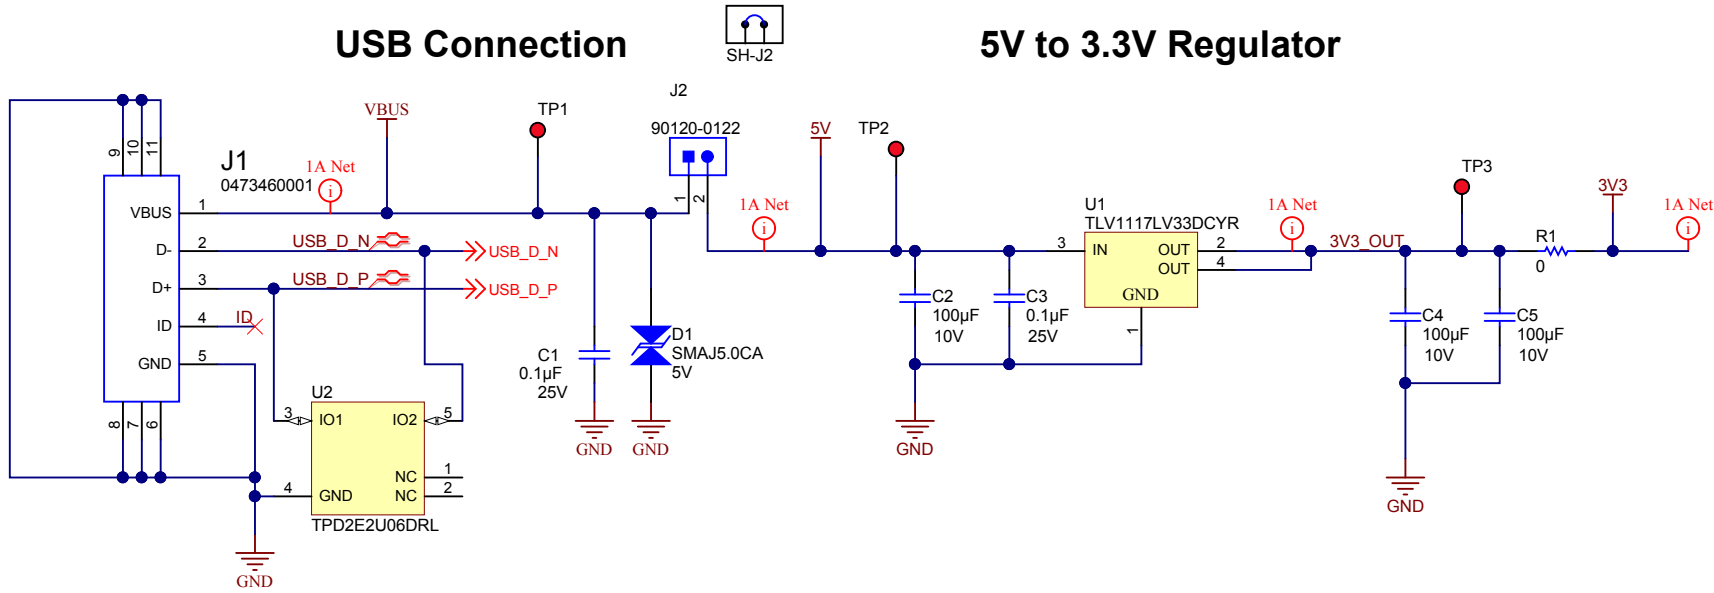 USB Connection
SH-J2
5V to 3.3V Regulator
J1
0473460001
9
10
11
VBUS
1
D-
2
D+
3
ID
4
GND
5
8
7
6
1A Net
i
VBUS
TP1
J2
90120-0122
1
2
USB_D_N
USB_D_N
USB_D_P
USB_D_P
ID
U2
3
IO1
IO2
5
NC
1
4
GND
NC
2
TPD2E2U06DRL
GND
C1
0.1µF
25V
GND
D1
SMAJ5.0CA
5V
GND
1A Net
i
5V
TP2
C2
100µF
10V
C3
0.1µF
25V
GND
U1
TLV1117LV33DCYR
3
IN
OUT
2
OUT
4
GND
1
1A Net
i
3V3_OUT
TP3
C4
100µF
10V
C5
100µF
10V
GND
R1
0
3V3
1A Net
i